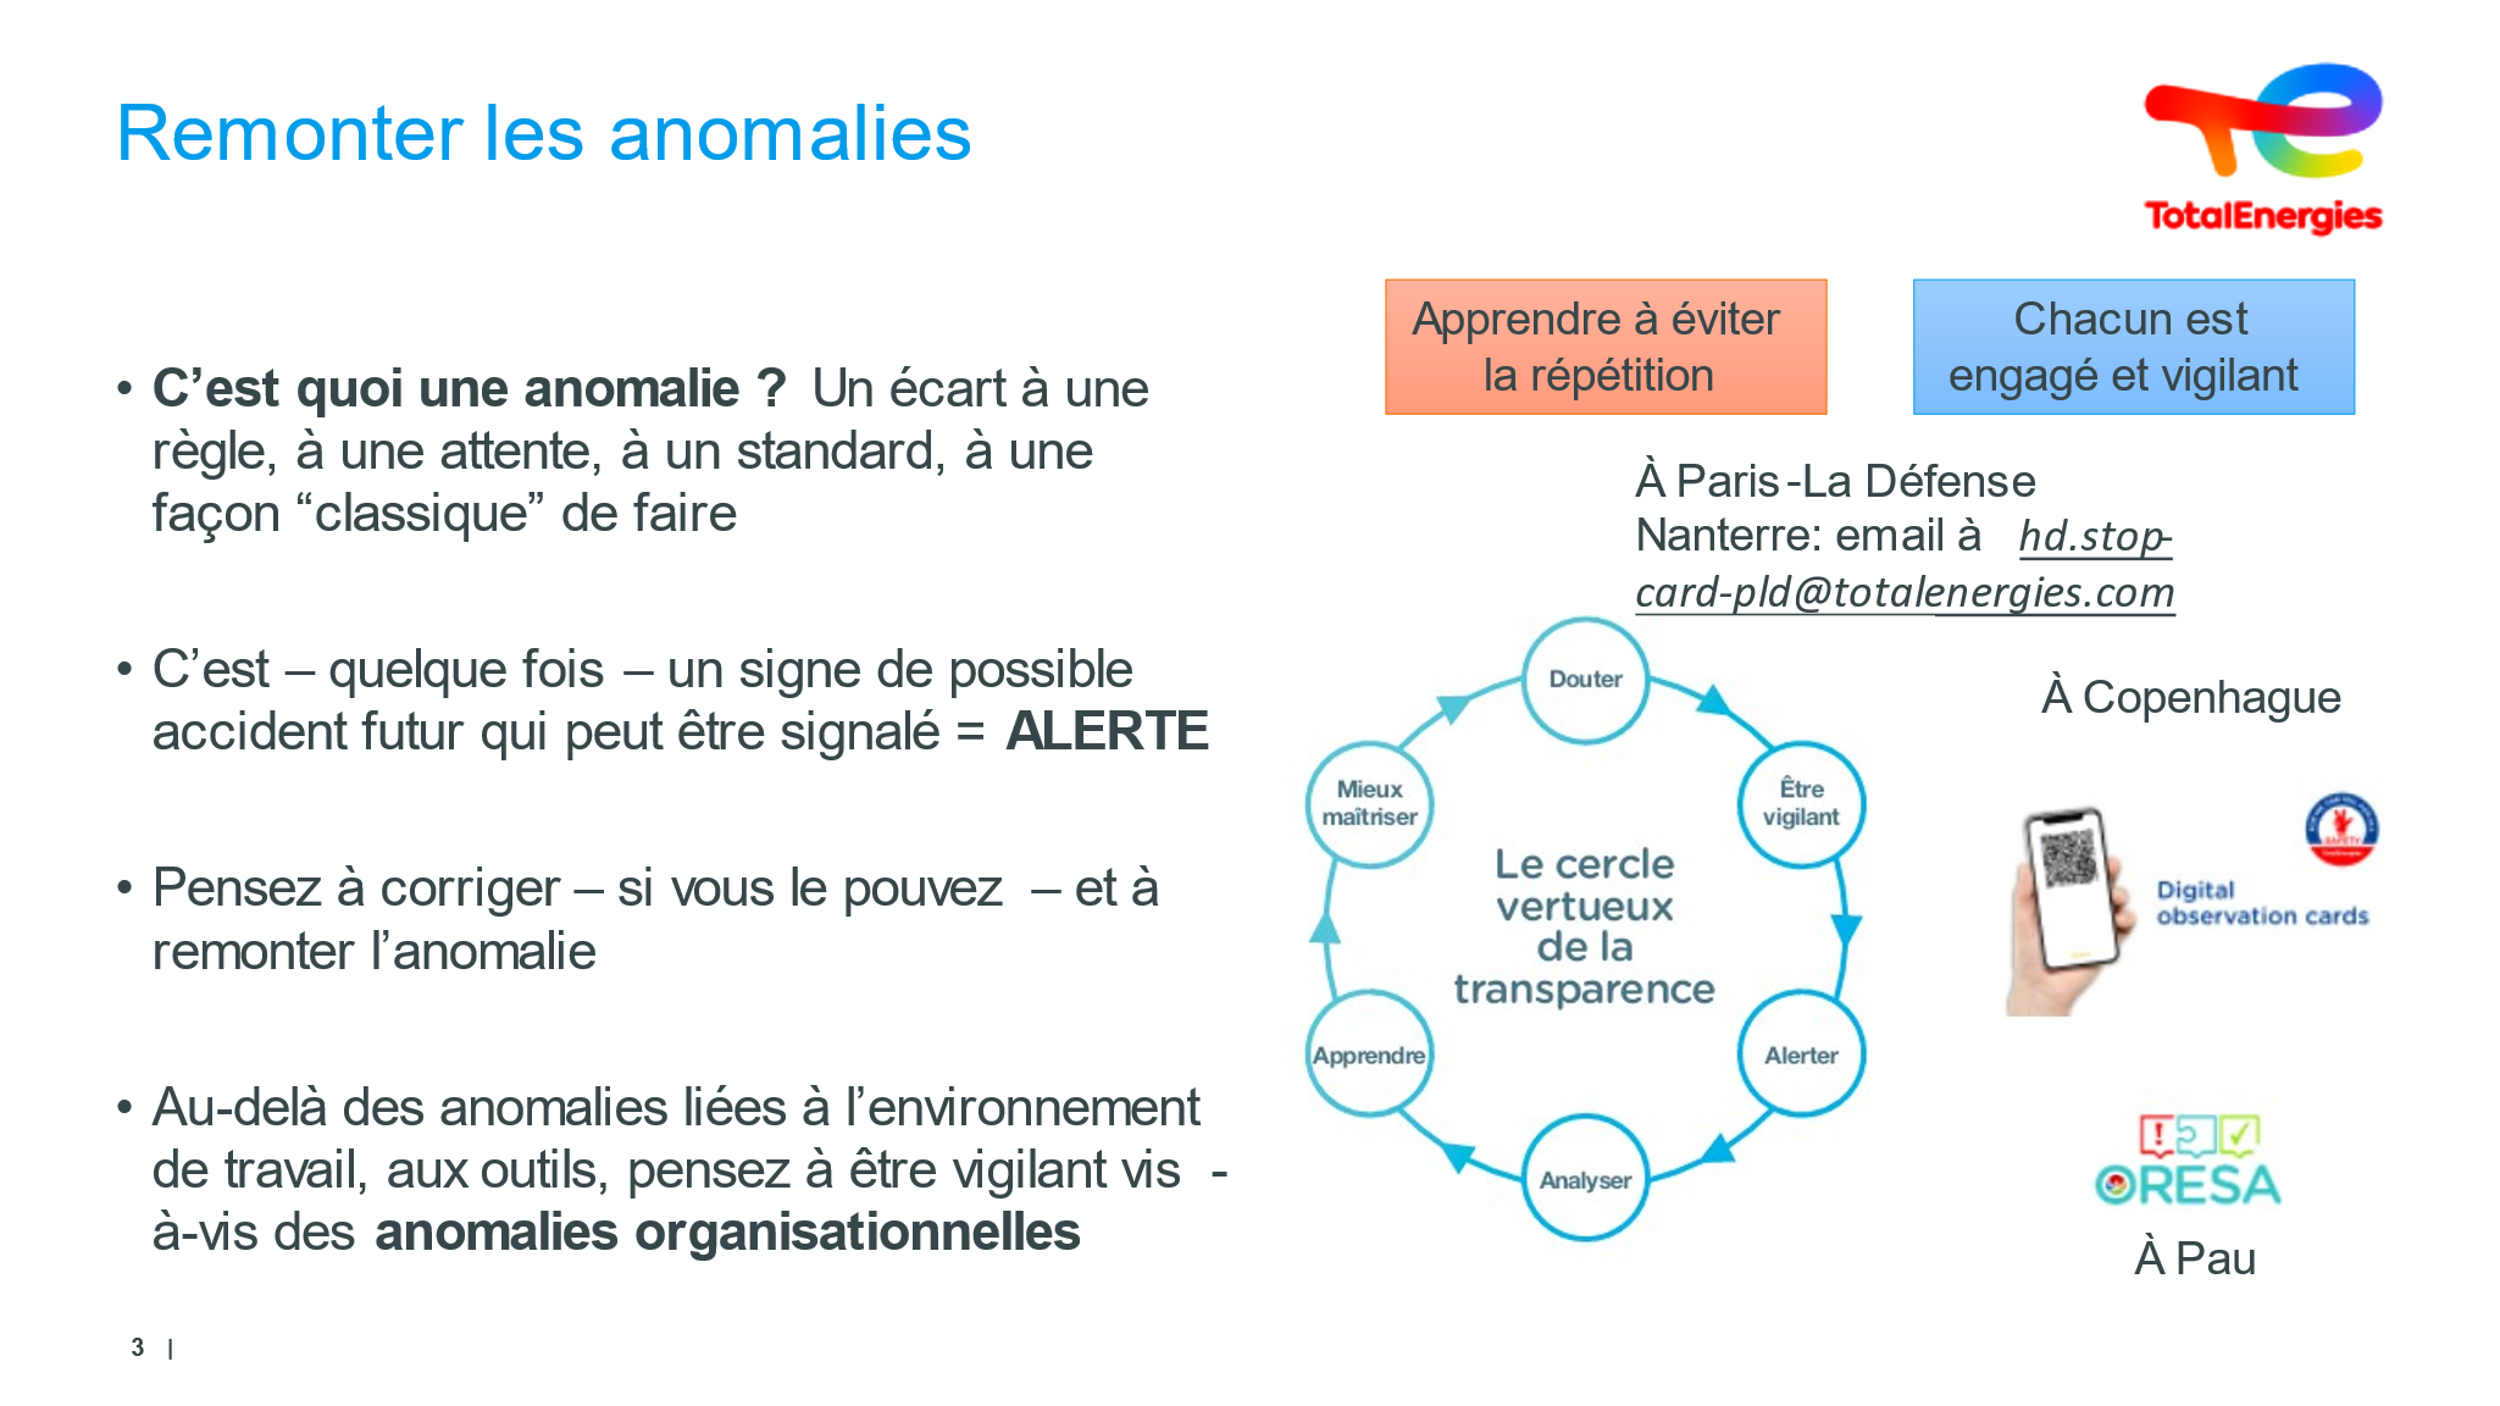 Remonter les anomalies
TotalEnergies
• C’est quoi une anomalie ? Un écart à une
règle, à une attente, à un standard, à une
façon “classique” de faire
• C’est – quelque fois – un signe de possible
accident futur qui peut être signalé = ALERTE
• Pensez à corriger – si vous le pouvez – et à
remonter l’anomalie
• Au-delà des anomalies liées à l’environnement
de travail, aux outils, pensez à être vigilant vis -
à-vis des anomalies organisationnelles
Apprendre à éviter
la répétition
Chacun est
engagé et vigilant
À Paris-La Défense
Nanterre: email à hd.stop-
card-pld@totalenergies.com
Douter
Être
vigilant
Alerter
Analyser
Apprendre
Mieux
maîtriser
Le cercle
vertueux
de la
transparence
À Copenhague
SAFETY
Digital
observation cards
ORESA
À Pau
3 |